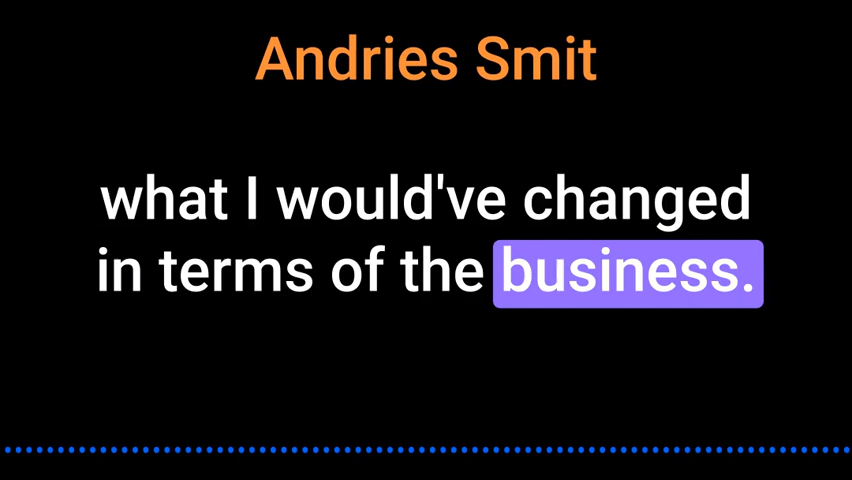 Andries Smit
what I would've changed
in terms of the business.